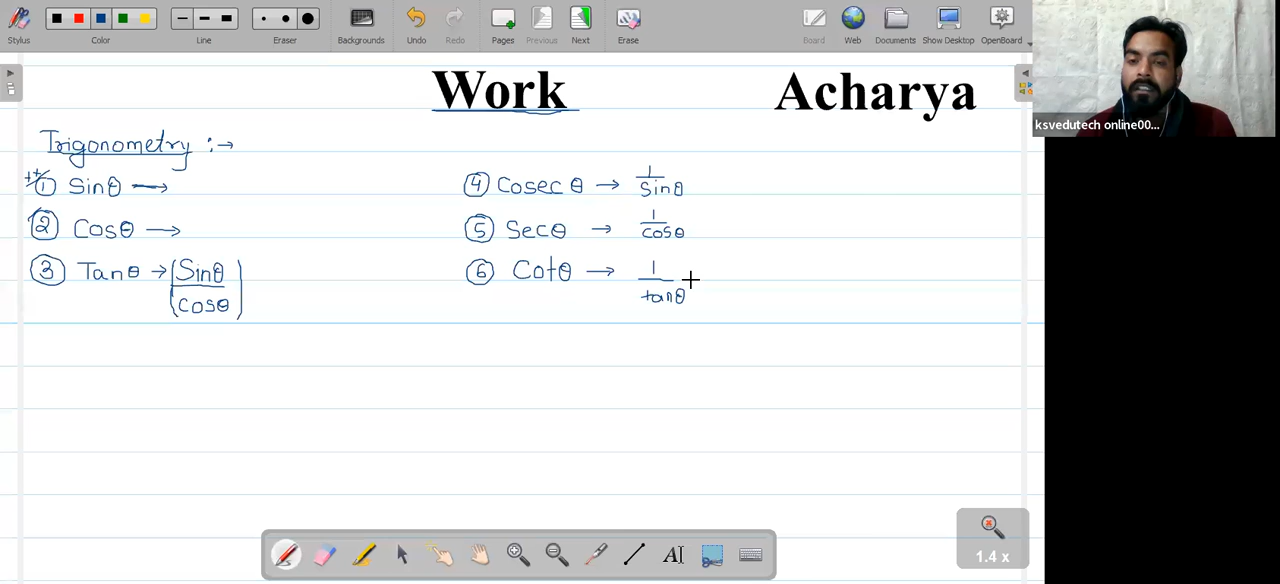 Stylus Color Line Eraser Backgrounds Undo Redo Pages Previous Next Erase Board Web Documents Show Desktop OpenBoard
Work Acharya
ksvedutech online00...
Trigonometry :→
① Sinθ →
② Cosθ →
③ Tanθ → Sinθ / cosθ
④ Cosec θ → 1 / Sinθ
⑤ Secθ → 1 / cosθ
⑥ Cotθ → 1 / tanθ
1.4 x